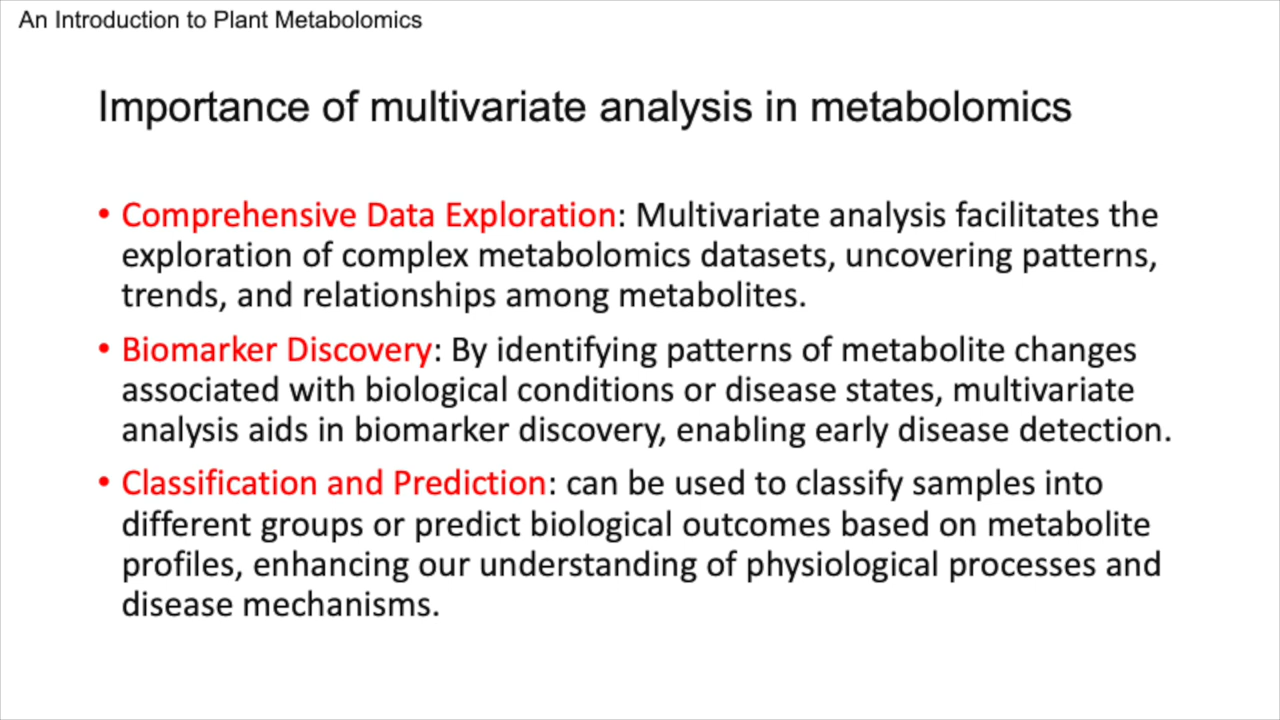 An Introduction to Plant Metabolomics
Importance of multivariate analysis in metabolomics
• Comprehensive Data Exploration: Multivariate analysis facilitates the
exploration of complex metabolomics datasets, uncovering patterns,
trends, and relationships among metabolites.
• Biomarker Discovery: By identifying patterns of metabolite changes
associated with biological conditions or disease states, multivariate
analysis aids in biomarker discovery, enabling early disease detection.
• Classification and Prediction: can be used to classify samples into
different groups or predict biological outcomes based on metabolite
profiles, enhancing our understanding of physiological processes and
disease mechanisms.